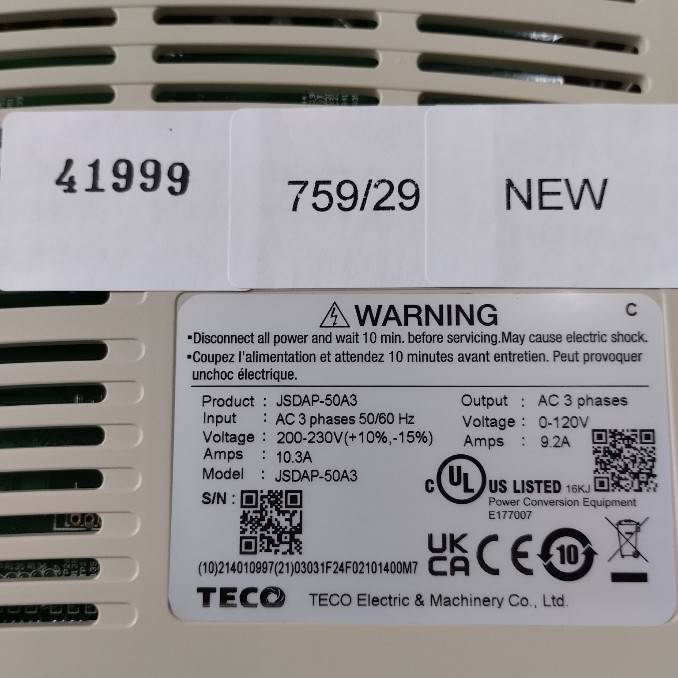 41999
759/29
NEW
WARNING
C
•Disconnect all power and wait 10 min. before servicing.May cause electric shock.
•Coupez l'alimentation et attendez 10 minutes avant entretien. Peut provoquer
unchoc électrique.
Product : JSDAP-50A3
Input : AC 3 phases 50/60 Hz
Voltage : 200-230V(+10%,-15%)
Amps : 10.3A
Model : JSDAP-50A3
Output : AC 3 phases
Voltage : 0-120V
Amps : 9.2A
S/N :
c UL US LISTED 16KJ
Power Conversion Equipment
E177007
UK
CA CE 10
(10)214010997(21)03031F24F02101400M7
TECO TECO Electric & Machinery Co., Ltd.